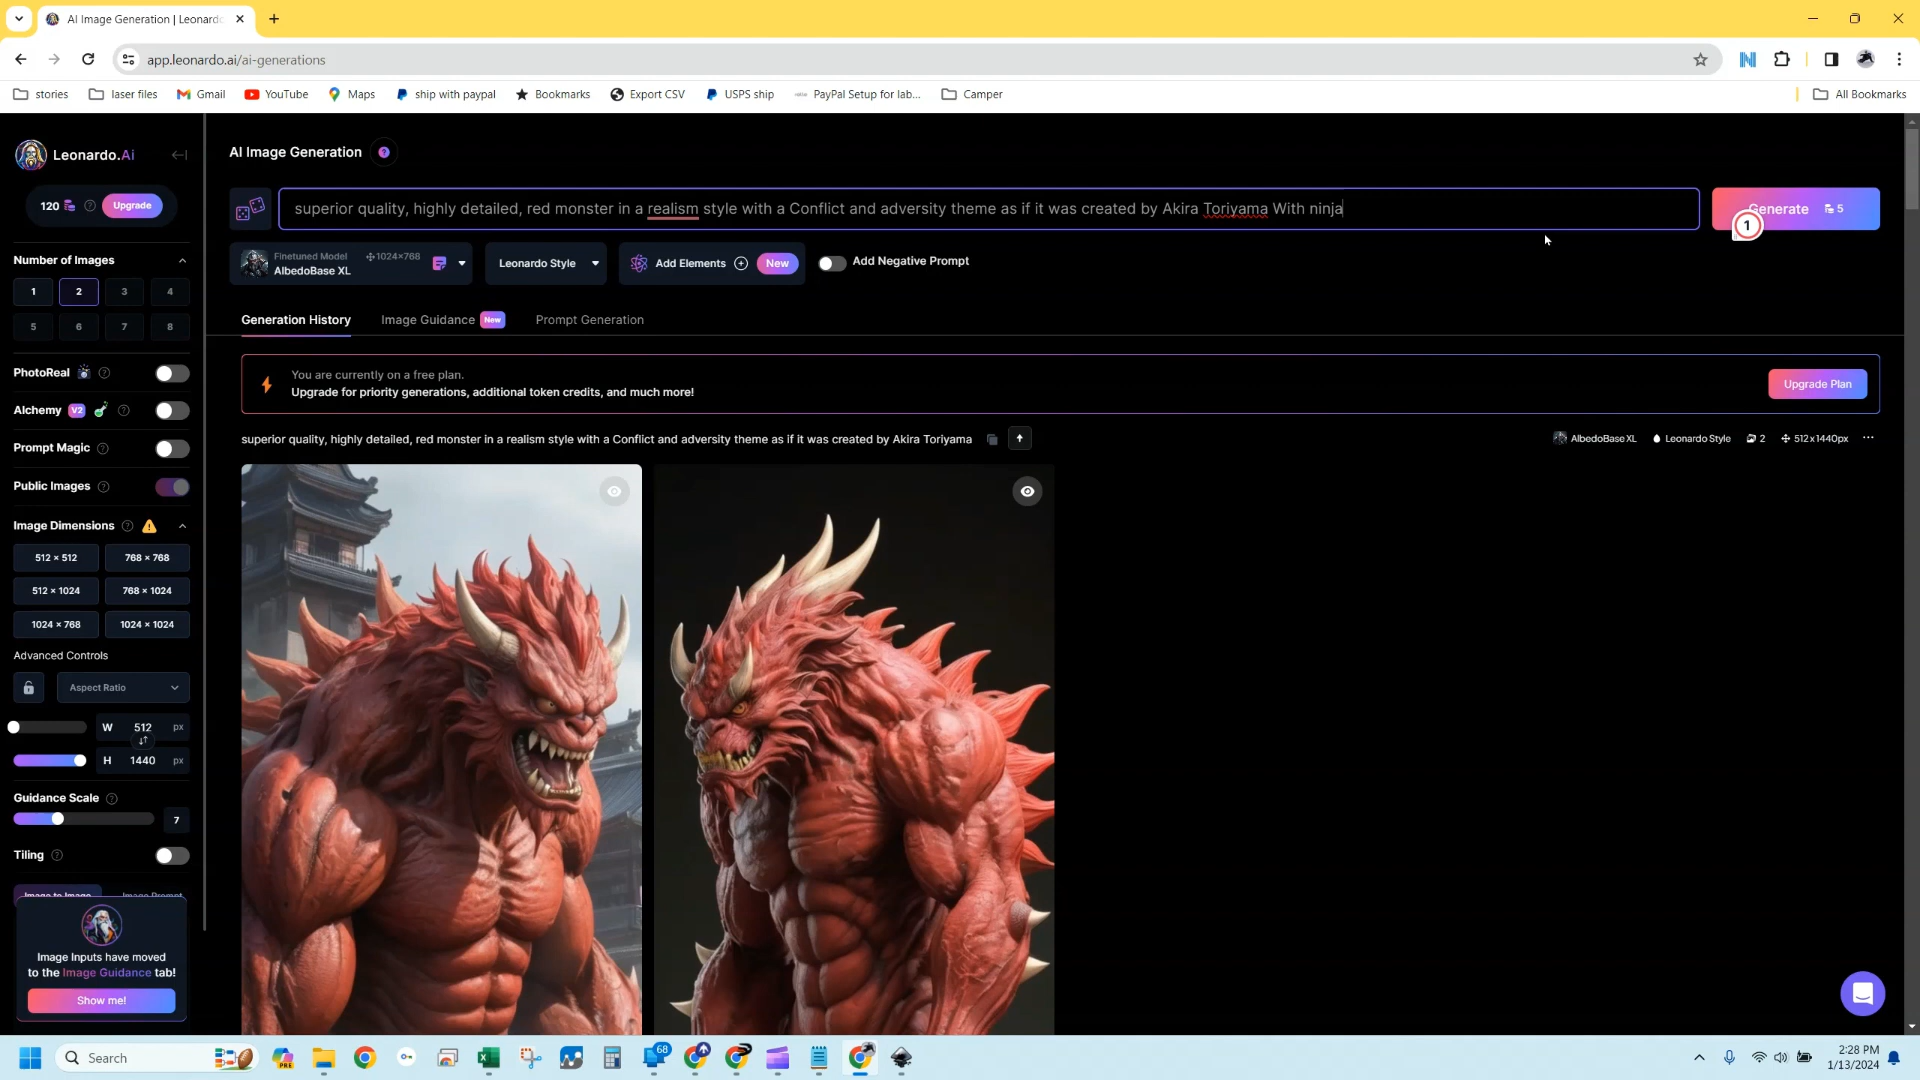 AI Image Generation | Leonardo
app.leonardo.ai/ai-generations
stories
laser files
Gmail
YouTube
Maps
ship with paypal
Bookmarks
Export CSV
USPS ship
PayPal Setup for lab...
Camper
All Bookmarks
Leonardo.Ai
120
Upgrade
Number of Images
1 2 3 4
5 6 7 8
PhotoReal
Alchemy V2
Prompt Magic
Public Images
Image Dimensions
512 × 512 768 × 768
512 × 1024 768 × 1024
1024 × 768 1024 × 1024
Advanced Controls
Aspect Ratio
W 512 px
H 1440 px
Guidance Scale
7
Tiling
Image to Image Image Prompt
Image Inputs have moved
to the Image Guidance tab!
Show me!
AI Image Generation ?
superior quality, highly detailed, red monster in a realism style with a Conflict and adversity theme as if it was created by Akira Toriyama With ninja
Generate 5
1
Finetuned Model 1024×768
AlbedoBase XL
Leonardo Style
Add Elements New
Add Negative Prompt
Generation History
Image Guidance New
Prompt Generation
You are currently on a free plan.
Upgrade for priority generations, additional token credits, and much more!
Upgrade Plan
superior quality, highly detailed, red monster in a realism style with a Conflict and adversity theme as if it was created by Akira Toriyama
AlbedoBase XL
Leonardo Style
2
512x1440px
Search
PRE
68
2:28 PM
1/13/2024